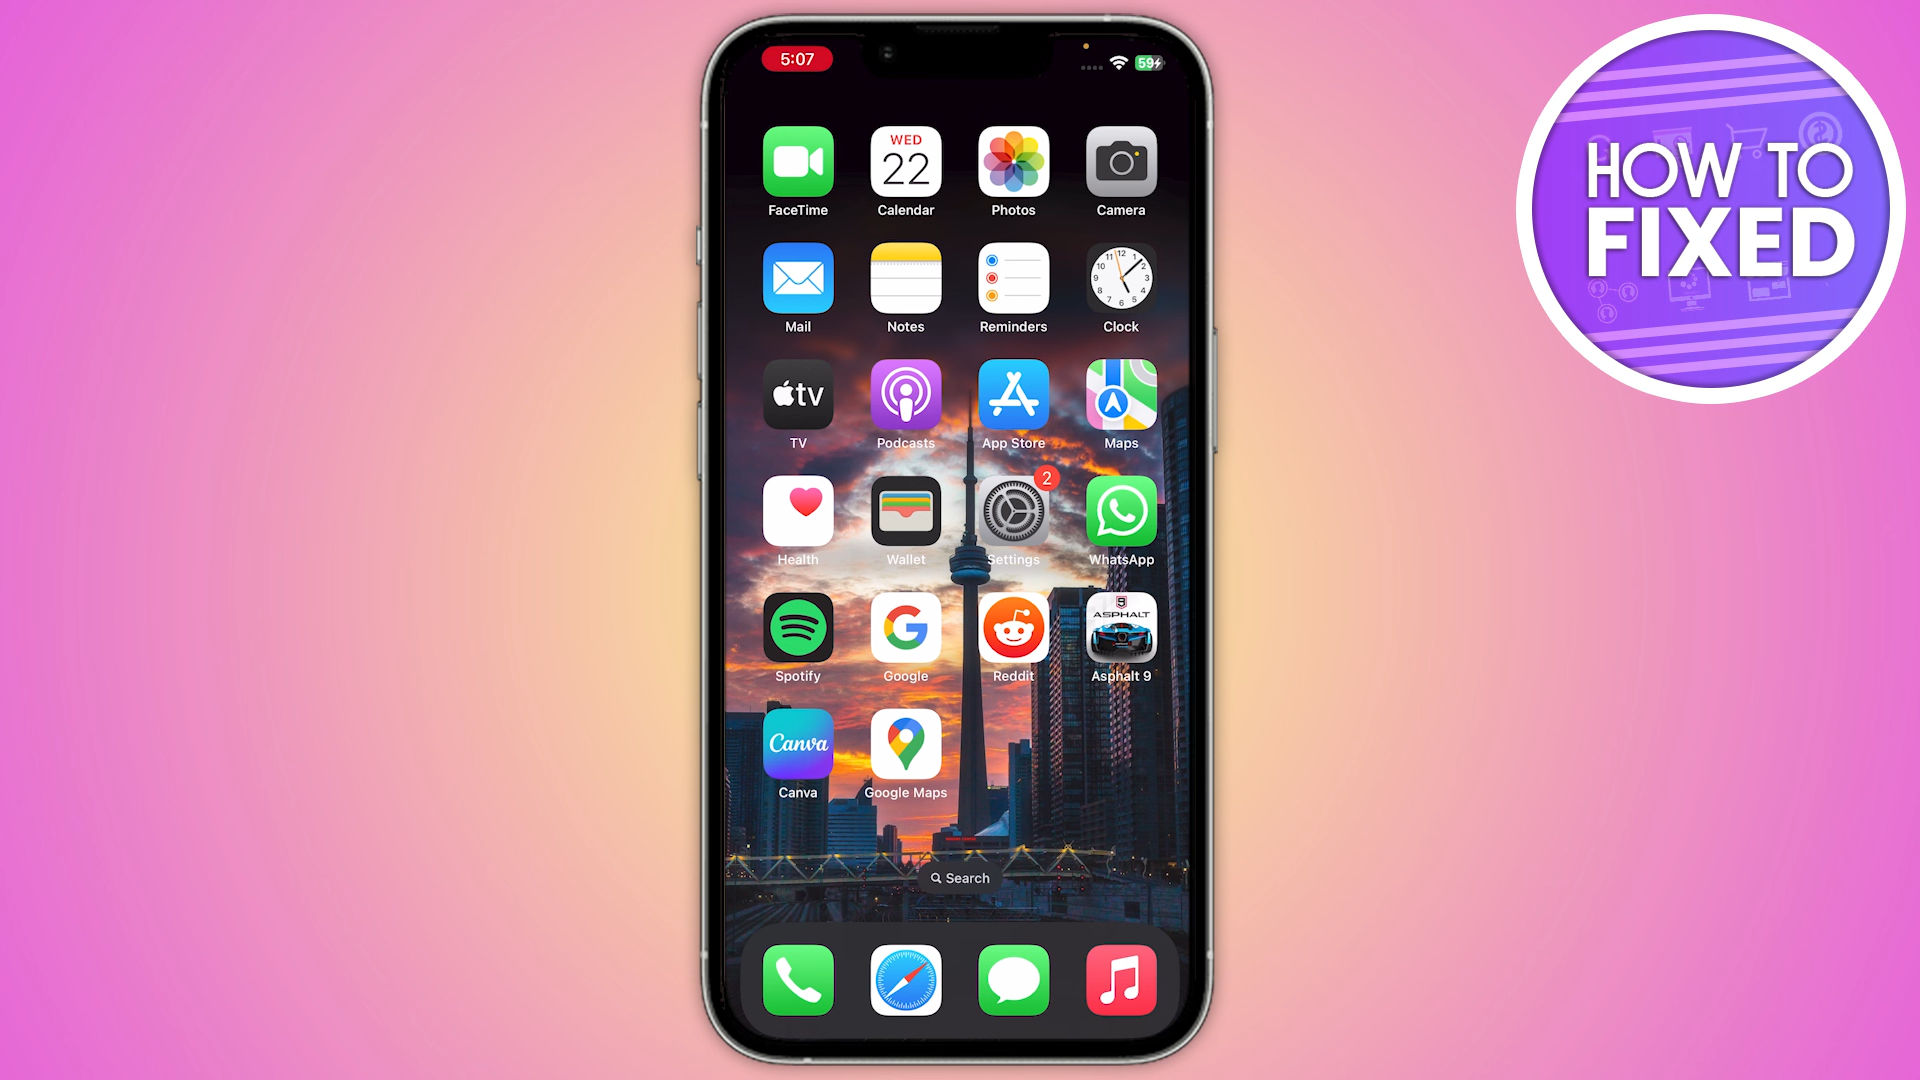 5:07
59
HOW TO
FIXED
WED
22
FaceTime
Calendar
Photos
Camera
Mail
Notes
Reminders
Clock
tv
TV
Podcasts
App Store
Maps
2
Health
Wallet
Settings
WhatsApp
9
ASPHALT
Spotify
Google
Reddit
Asphalt 9
Canva
Canva
Google Maps
Search